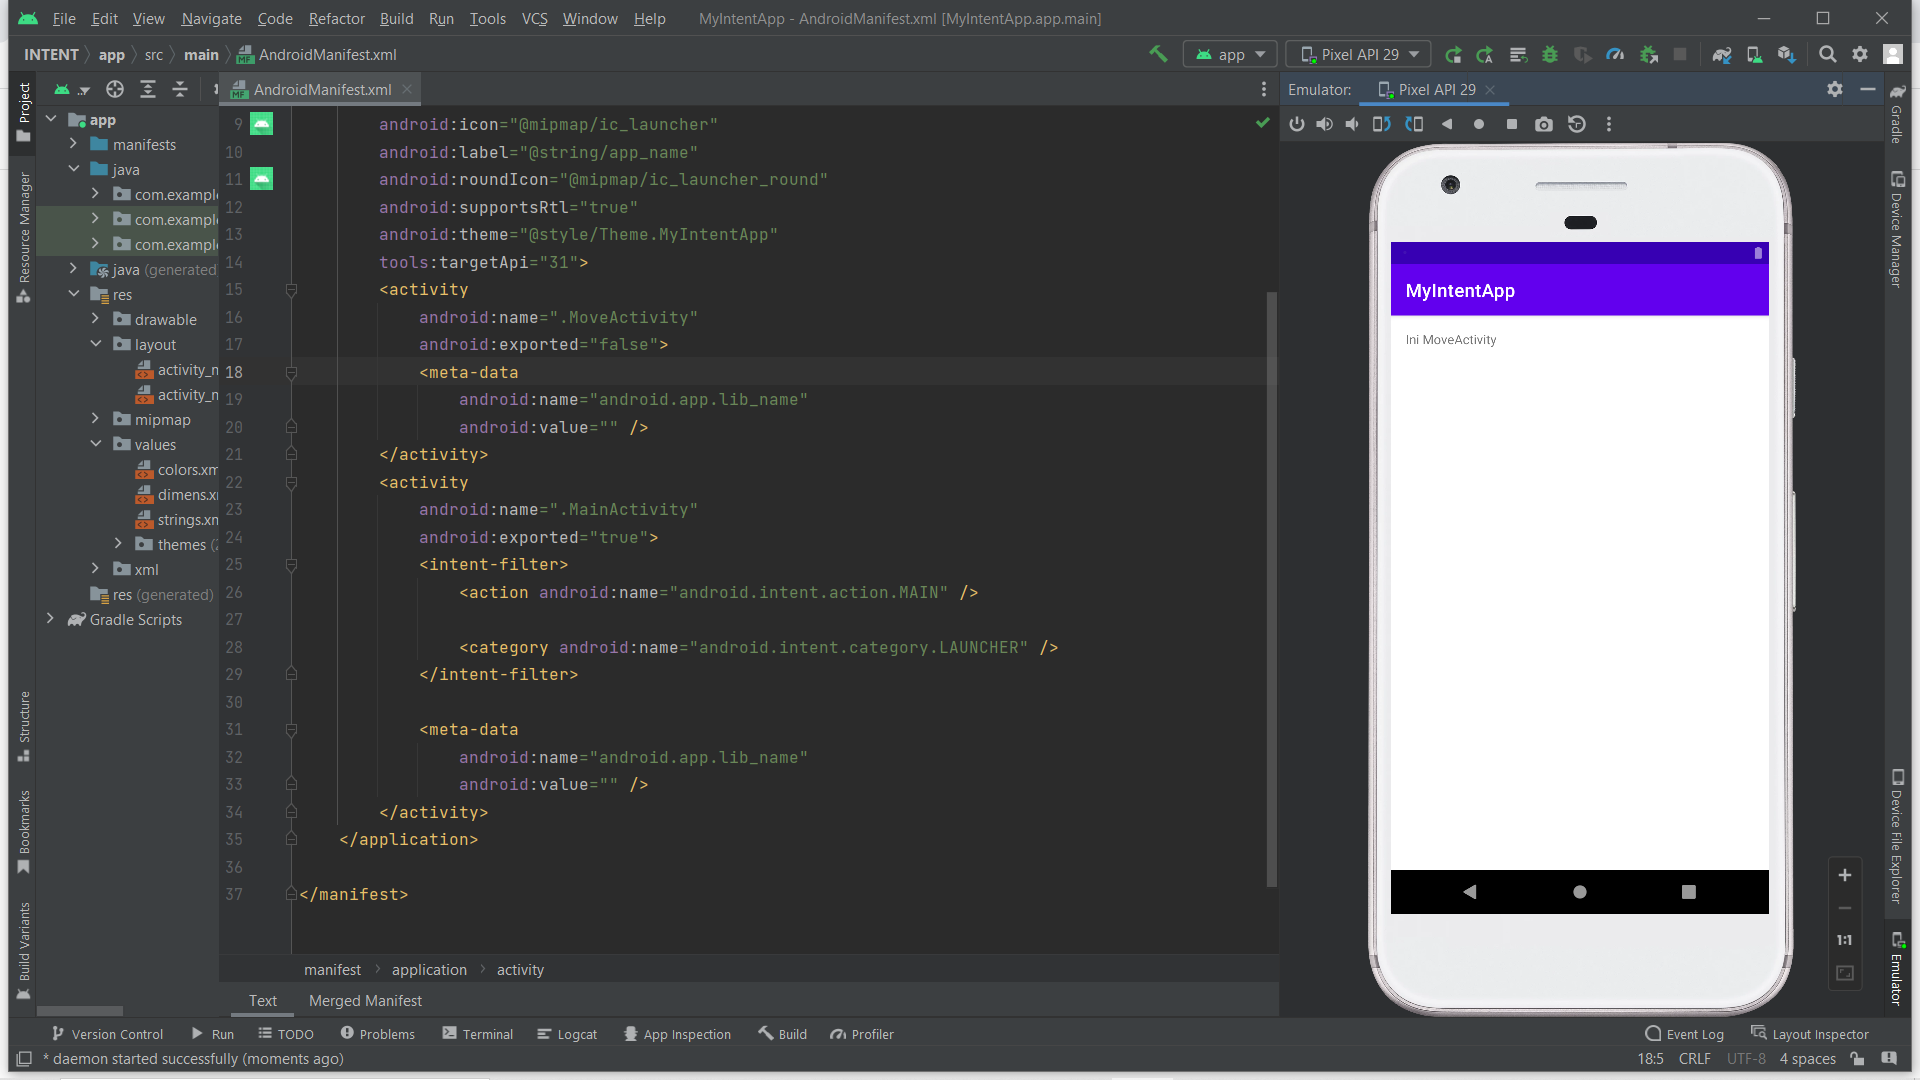 File Edit View Navigate Code Refactor Build Run Tools VCS Window Help MyIntentApp - AndroidManifest.xml [MyIntentApp.app.main]
INTENT app src main AndroidManifest.xml app Pixel API 29
AndroidManifest.xml
Emulator: Pixel API 29
Project
Resource Manager
Structure
Bookmarks
Build Variants
app
manifests
java
com.exampl
com.exampl
com.exampl
java (generated
res
drawable
layout
activity_n
activity_n
mipmap
values
colors.xm
dimens.x
strings.xn
themes (
xml
res (generated)
Gradle Scripts
9 android:icon="@mipmap/ic_launcher"
10 android:label="@string/app_name"
11 android:roundIcon="@mipmap/ic_launcher_round"
12 android:supportsRtl="true"
13 android:theme="@style/Theme.MyIntentApp"
14 tools:targetApi="31">
15 <activity
16 android:name=".MoveActivity"
17 android:exported="false">
18 <meta-data
19 android:name="android.app.lib_name"
20 android:value="" />
21 </activity>
22 <activity
23 android:name=".MainActivity"
24 android:exported="true">
25 <intent-filter>
26 <action android:name="android.intent.action.MAIN" />
27
28 <category android:name="android.intent.category.LAUNCHER" />
29 </intent-filter>
30
31 <meta-data
32 android:name="android.app.lib_name"
33 android:value="" />
34 </activity>
35 </application>
36
37 </manifest>
manifest application activity
Text Merged Manifest
MyIntentApp
Ini MoveActivity
1:1
Gradle
Device Manager
Device File Explorer
Emulator
Version Control Run TODO Problems Terminal Logcat App Inspection Build Profiler Event Log Layout Inspector
* daemon started successfully (moments ago) 18:5 CRLF UTF-8 4 spaces